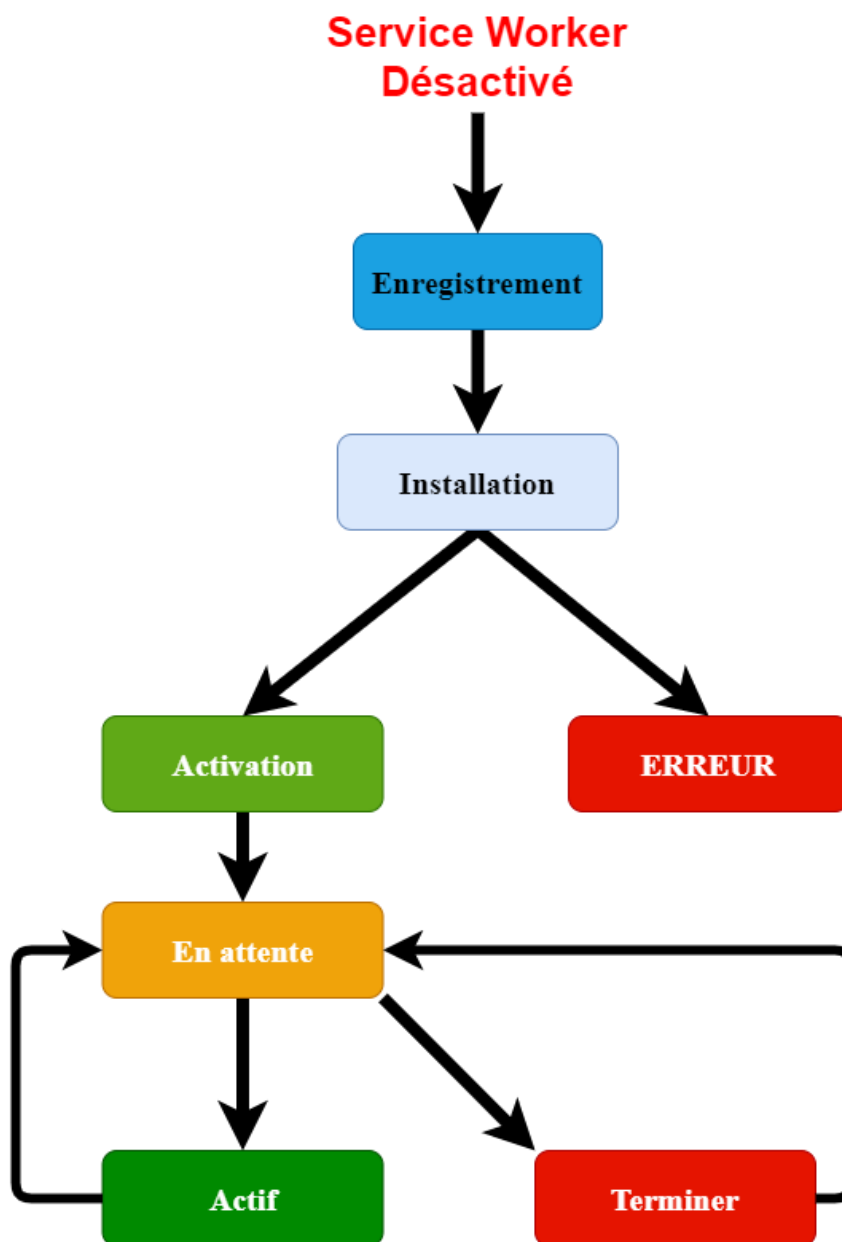 Service Worker
Désactivé
Enregistrement
Installation
Activation
ERREUR
En attente
Actif
Terminer